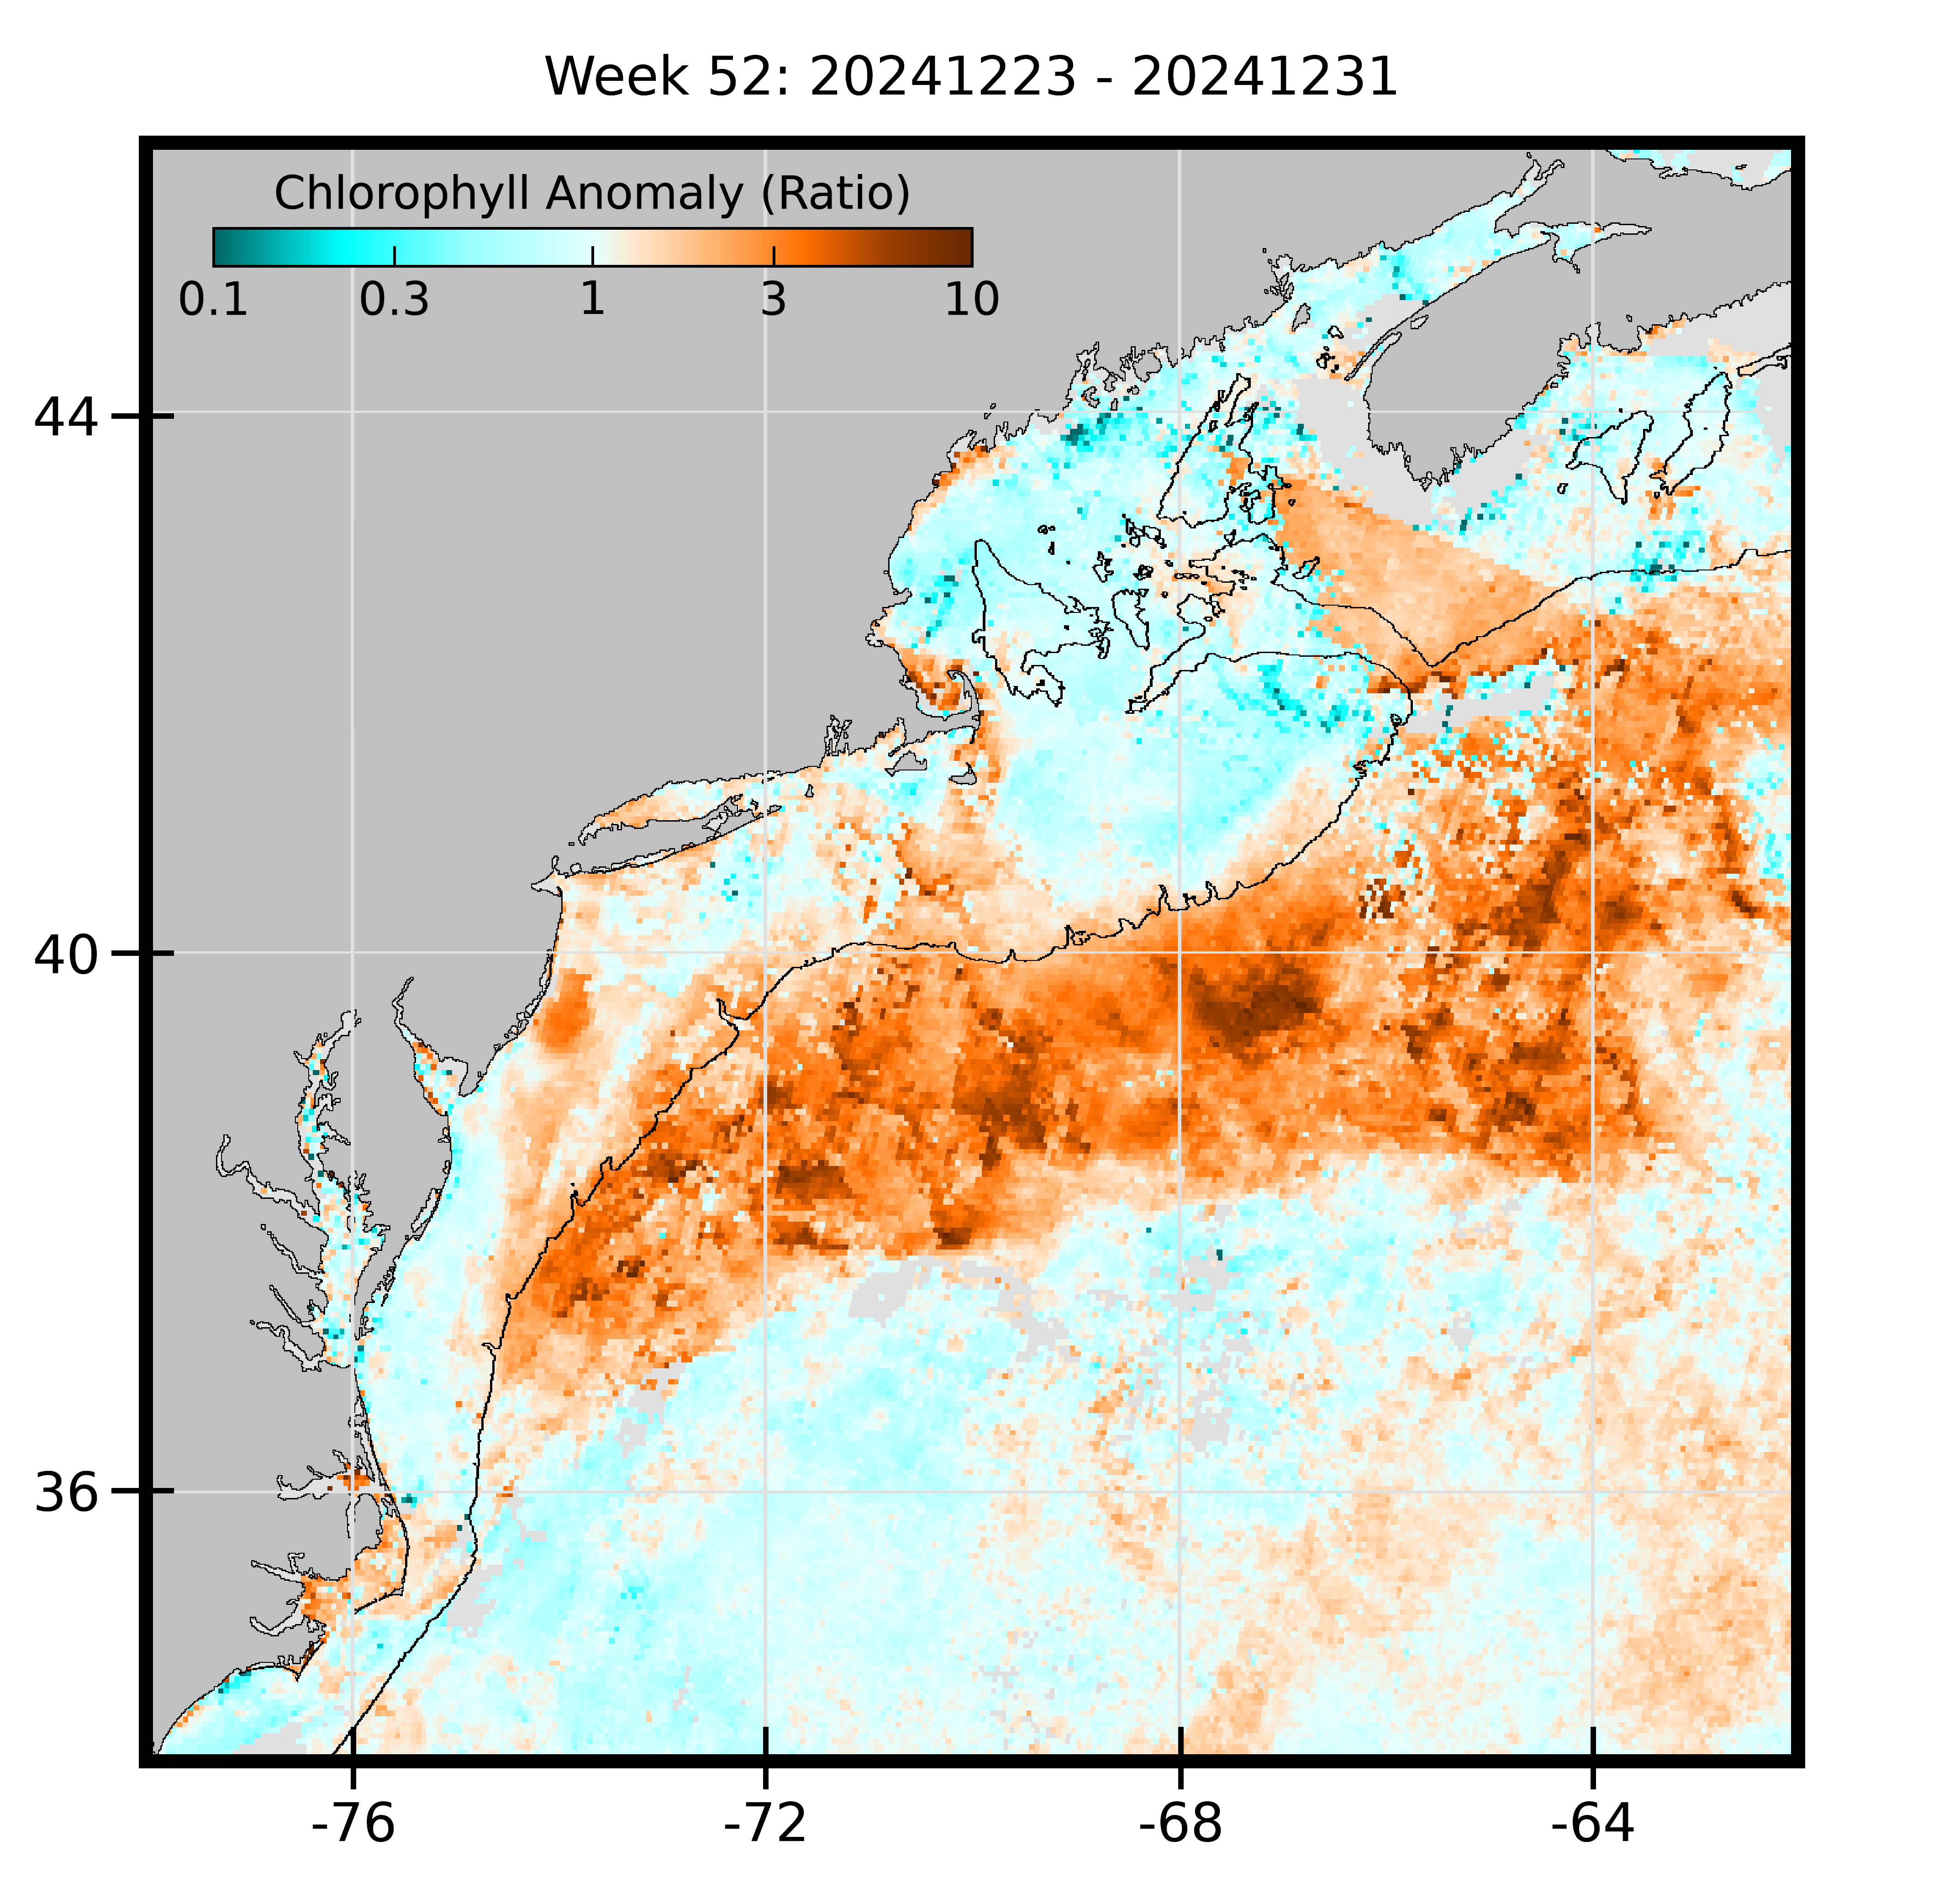 Week 52: 20241223 - 20241231
Chlorophyll Anomaly (Ratio)
0.1 0.3 1 3 10
44
40
36
-76 -72 -68 -64